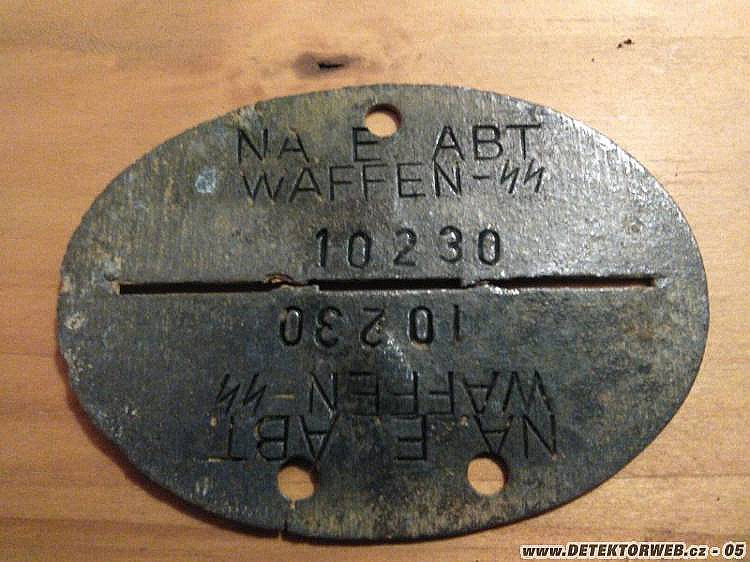 NA E ABT
WAFFEN-ᛋᛋ
10230
10230
WAFFEN-ᛋᛋ
NA E ABT
www.DETEKTORWEB.cz - 05